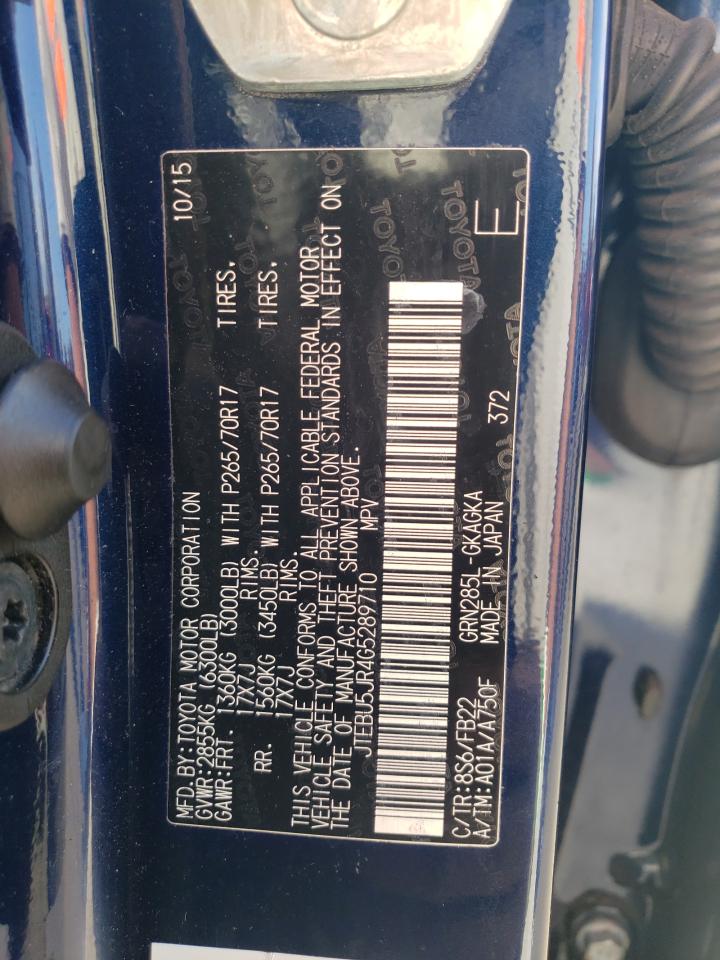 MFD.BY:TOYOTA MOTOR CORPORATION 10/15
GVWR:2855KG(6300LB)
GAWR:FRT. 1360KG (3000LB) WITH P265/70R17 TIRES.
17X7J RIMS.
RR. 1560KG (3450LB) WITH P265/70R17 TIRES.
17X7J RIMS.
THIS VEHICLE CONFORMS TO ALL APPLICABLE FEDERAL MOTOR
VEHICLE SAFETY AND THEFT PREVENTION STANDARDS IN EFFECT ON
THE DATE OF MANUFACTURE SHOWN ABOVE.
JTEBU5JR4G5289710 MPV
C/TR:8S6/FB22 GRN285L-GKAGKA 372
A/TM:A01A/A750F MADE IN JAPAN E